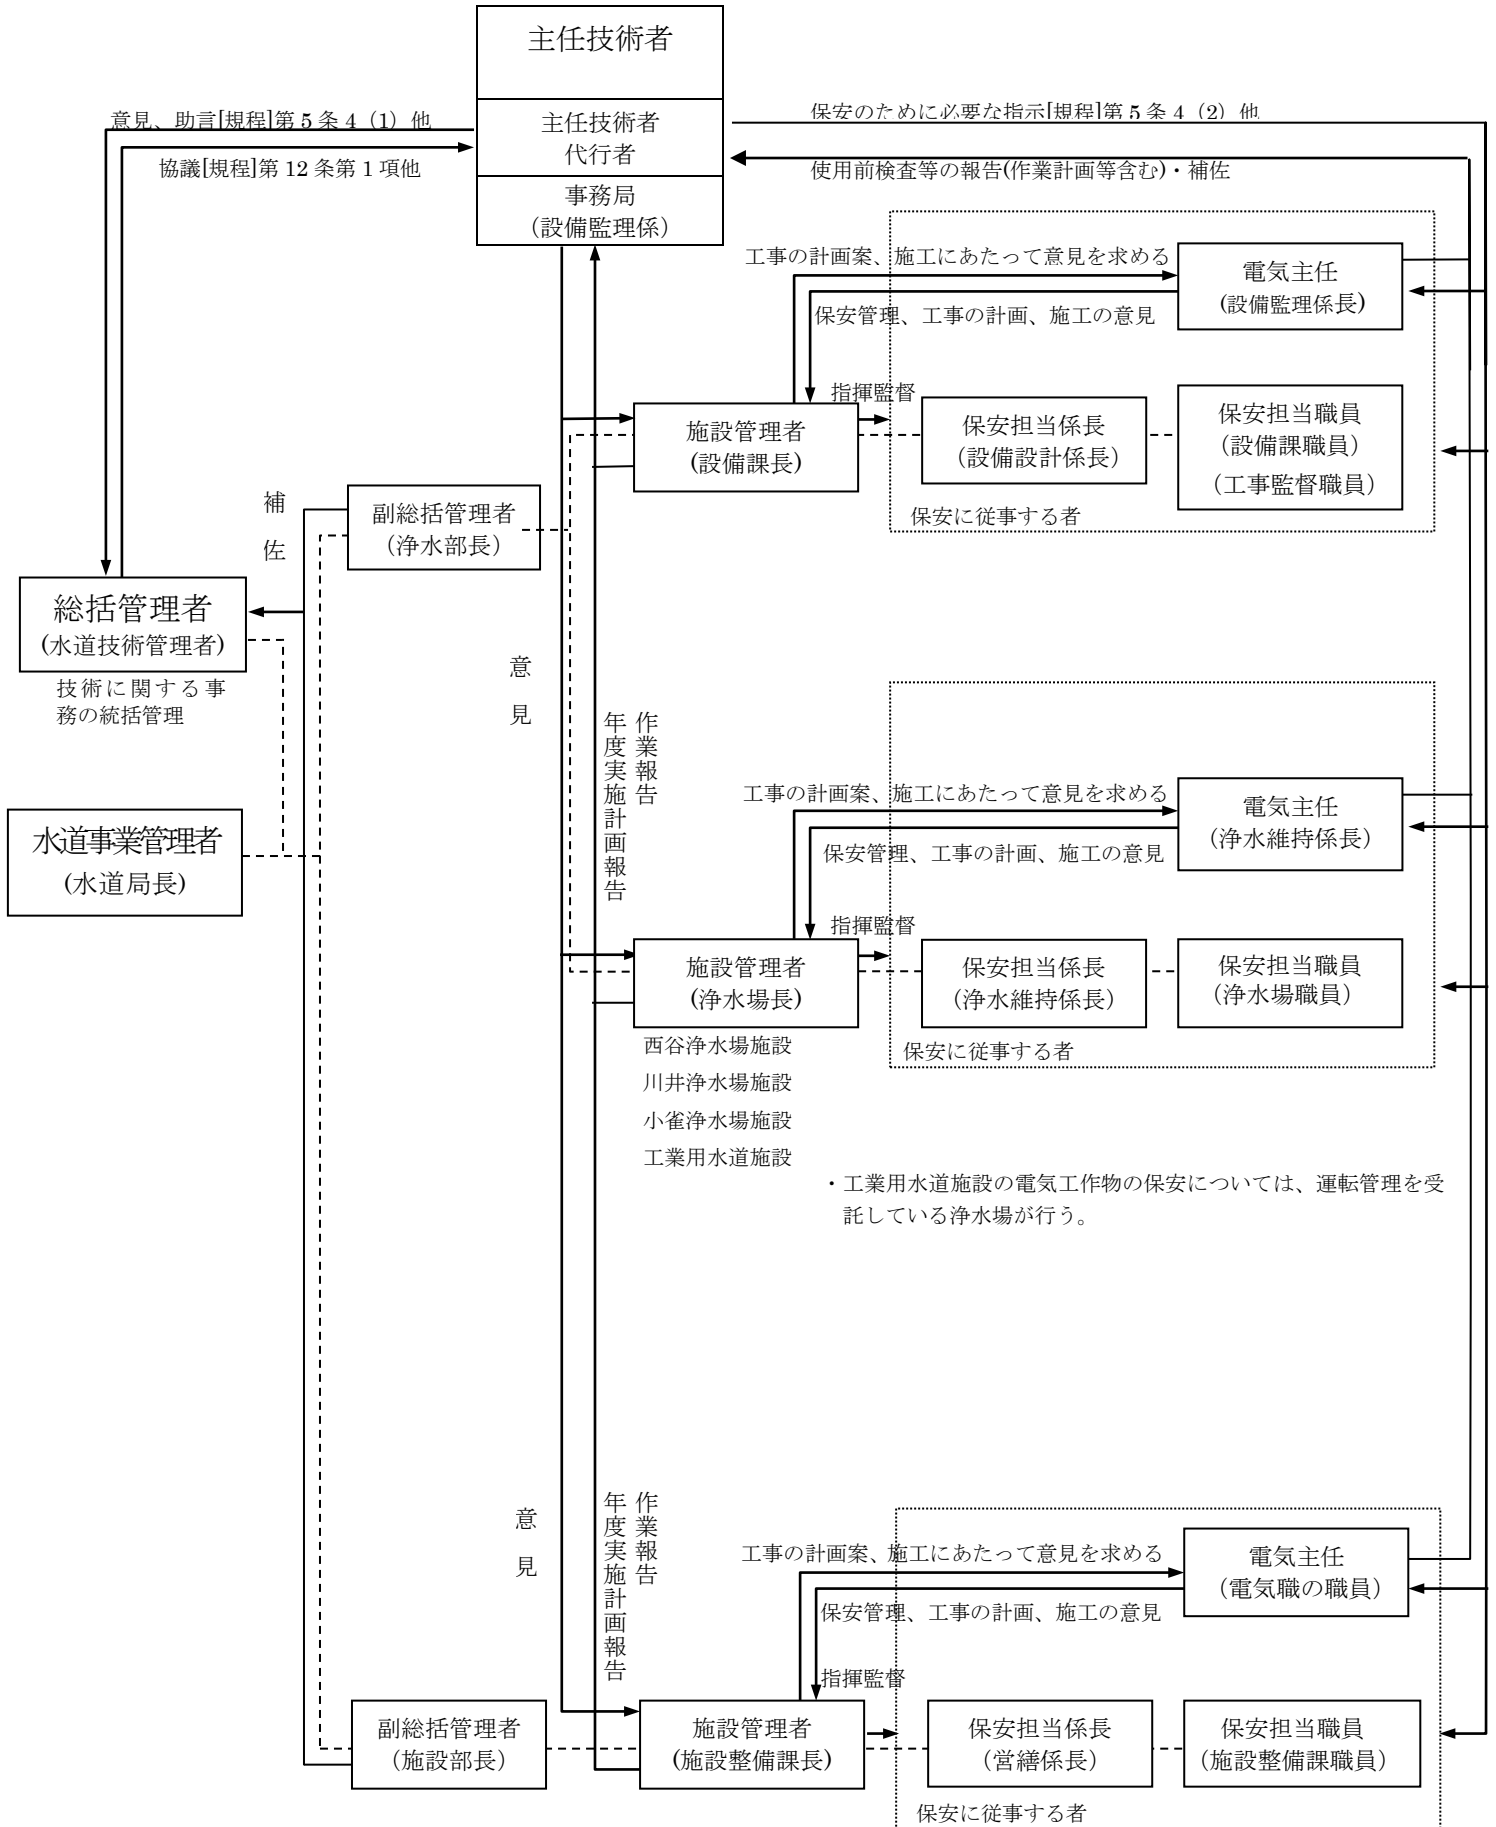 主任技術者
主任技術者
代行者
事務局
（設備監理係）
意見、助言[規程]第 5 条 4（1）他
協議[規程]第 12 条第 1 項他
保安のために必要な指示[規程]第 5 条 4（2）他
使用前検査等の報告(作業計画等含む)・補佐
工事の計画案、施工にあたって意見を求める
保安管理、工事の計画、施工の意見
電気主任
(設備監理係長)
指揮監督
施設管理者
(設備課長)
保安担当係長
（設備設計係長）
保安担当職員
（設備課職員）
（工事監督職員）
保安に従事する者
補
佐
副総括管理者
（浄水部長）
総括管理者
(水道技術管理者)
技術に関する事
務の統括管理
水道事業管理者
(水道局長)
意
見
作業報告
年度実施計画報告
工事の計画案、施工にあたって意見を求める
保安管理、工事の計画、施工の意見
電気主任
（浄水維持係長）
指揮監督
施設管理者
(浄水場長)
保安担当係長
（浄水維持係長）
保安担当職員
（浄水場職員）
保安に従事する者
西谷浄水場施設
川井浄水場施設
小雀浄水場施設
工業用水道施設
・工業用水道施設の電気工作物の保安については、運転管理を受
託している浄水場が行う。
意
見
作業報告
年度実施計画報告
工事の計画案、施工にあたって意見を求める
保安管理、工事の計画、施工の意見
電気主任
（電気職の職員）
指揮監督
副総括管理者
（施設部長）
施設管理者
(施設整備課長)
保安担当係長
（営繕係長）
保安担当職員
（施設整備課職員）
保安に従事する者